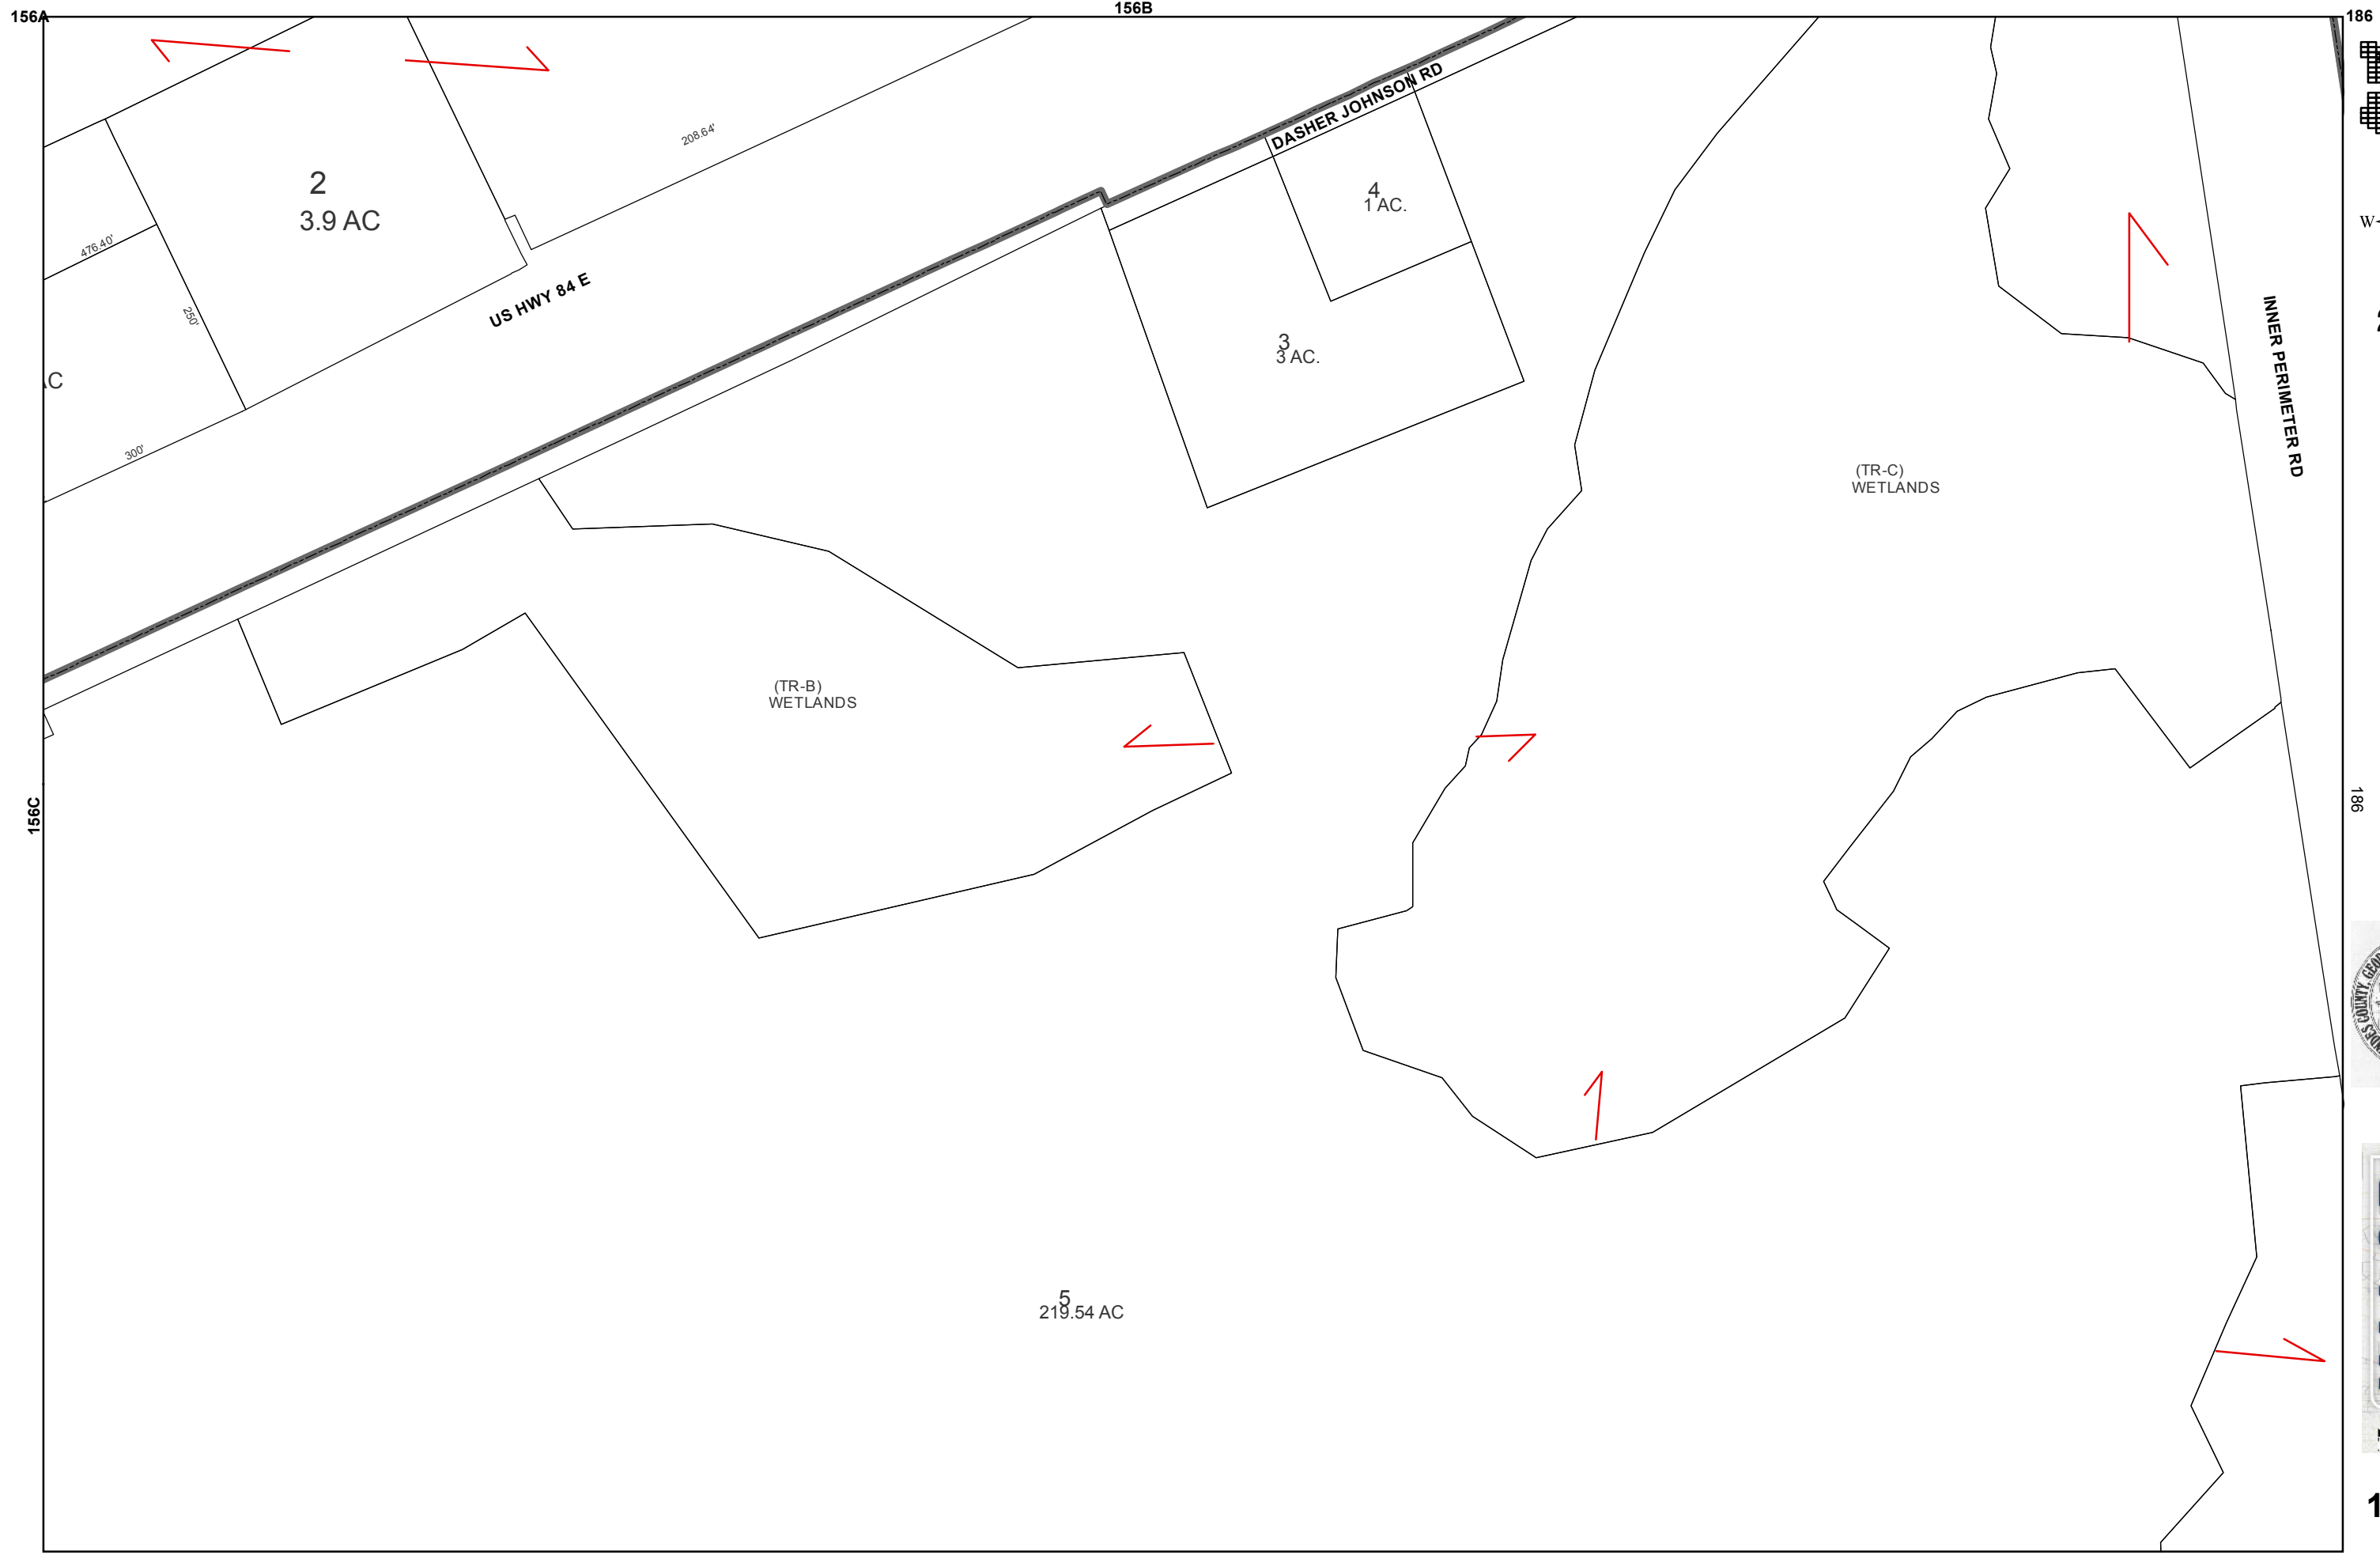 156A
156B
186
DASHER JOHNSON RD
208.64'
2
3.9 AC
4
1 AC.
W
476.40'
US HWY 84 E
250'
INNER PERIMETER RD
3
3 AC.
AC
300'
(TR-C)
WETLANDS
(TR-B)
WETLANDS
156C
186
5
219.54 AC